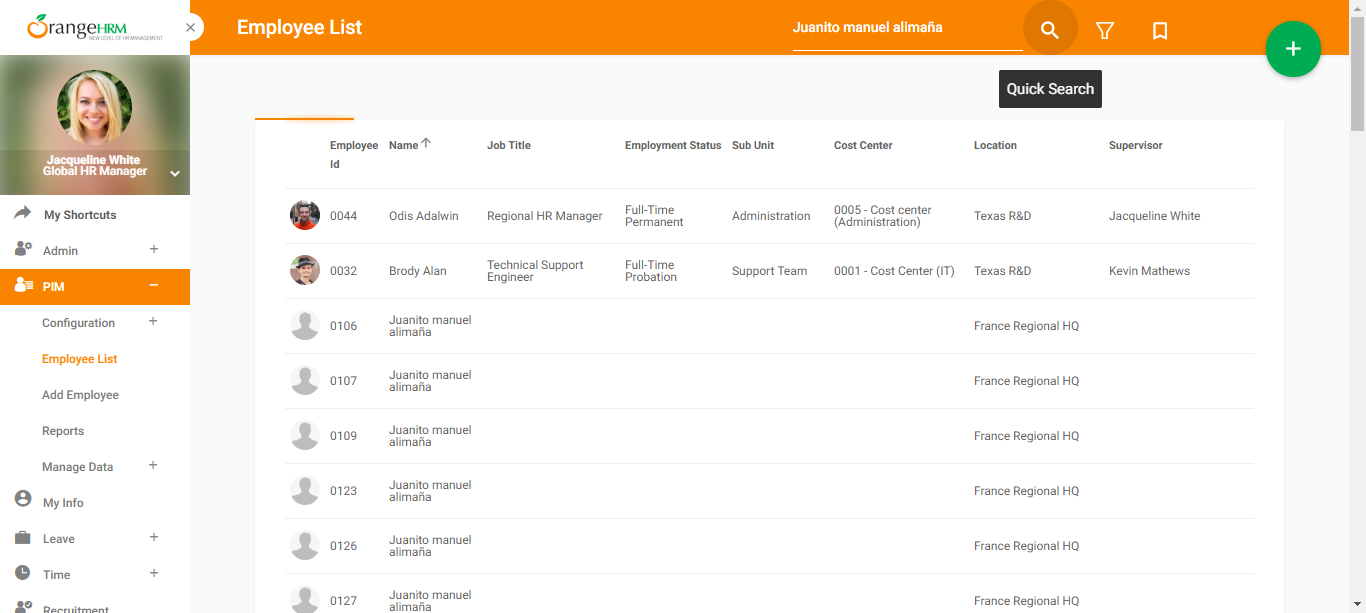 OrangeHRM
NEW LEVEL OF HR MANAGEMENT
Employee List
Juanito manuel alimaña
Quick Search
Jacqueline White
Global HR Manager
My Shortcuts
Admin
PIM
Configuration
Employee List
Add Employee
Reports
Manage Data
My Info
Leave
Time
Recruitment
Employee Id Name Job Title Employment Status Sub Unit Cost Center Location Supervisor
0044 Odis Adalwin Regional HR Manager Full-Time Permanent Administration 0005 - Cost center (Administration) Texas R&D Jacqueline White
0032 Brody Alan Technical Support Engineer Full-Time Probation Support Team 0001 - Cost Center (IT) Texas R&D Kevin Mathews
0106 Juanito manuel alimaña France Regional HQ
0107 Juanito manuel alimaña France Regional HQ
0109 Juanito manuel alimaña France Regional HQ
0123 Juanito manuel alimaña France Regional HQ
0126 Juanito manuel alimaña France Regional HQ
0127 Juanito manuel alimaña France Regional HQ